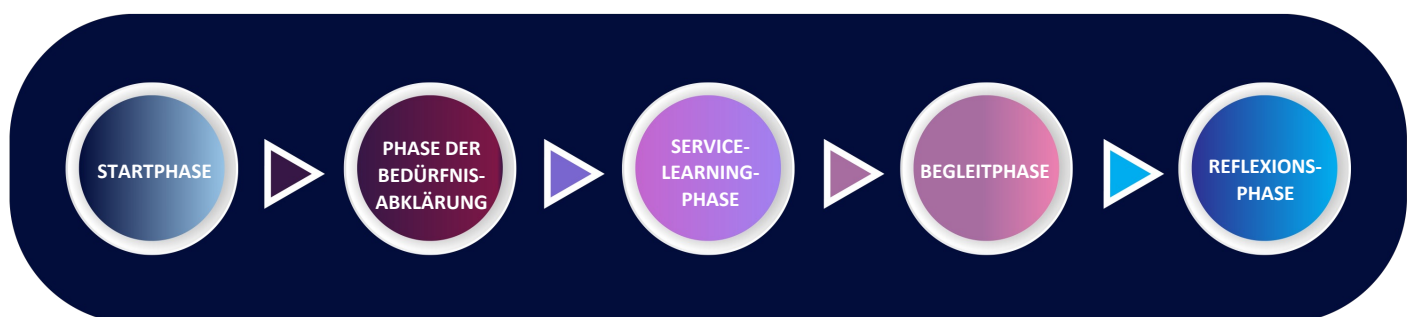 STARTPHASE
PHASE DER
BEDÜRFNIS-
ABKLÄRUNG
SERVICE-
LEARNING-
PHASE
BEGLEITPHASE
REFLEXIONS-
PHASE